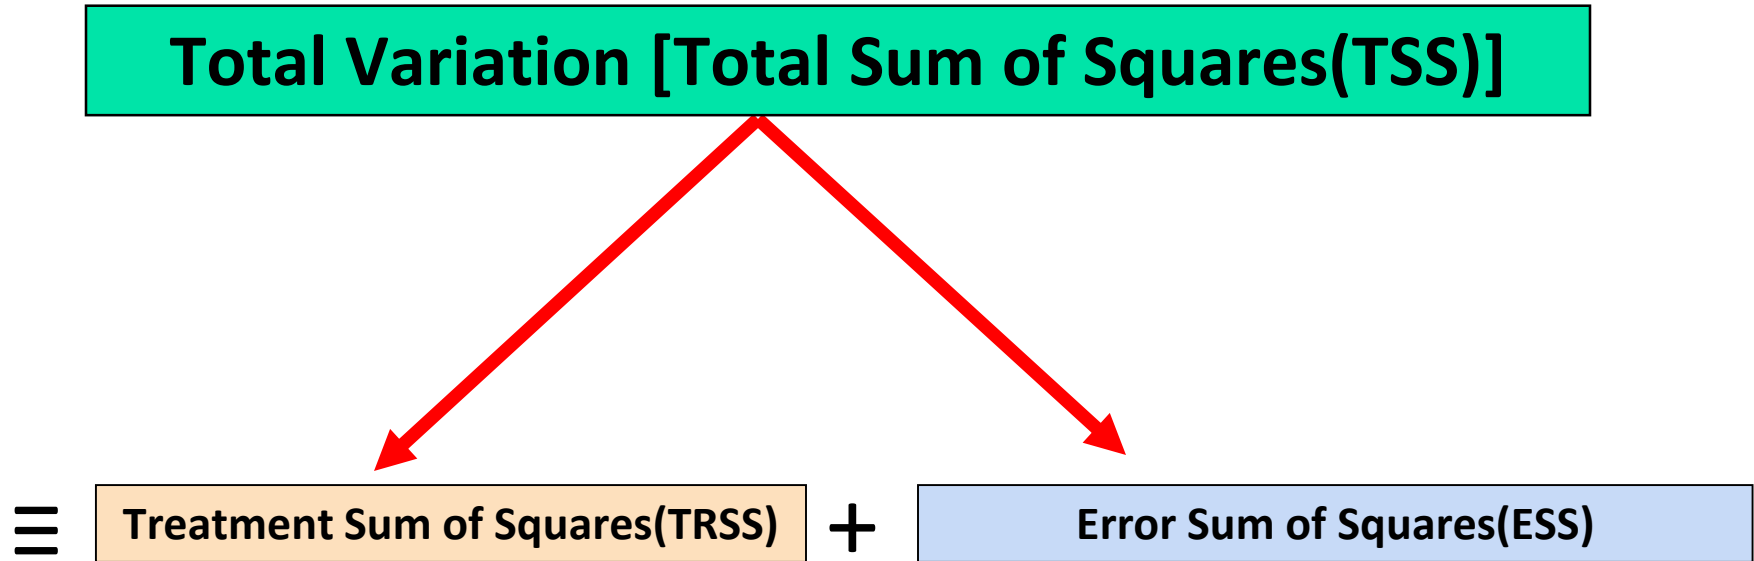 Total Variation [Total Sum of Squares(TSS)]
≡ Treatment Sum of Squares(TRSS) + Error Sum of Squares(ESS)